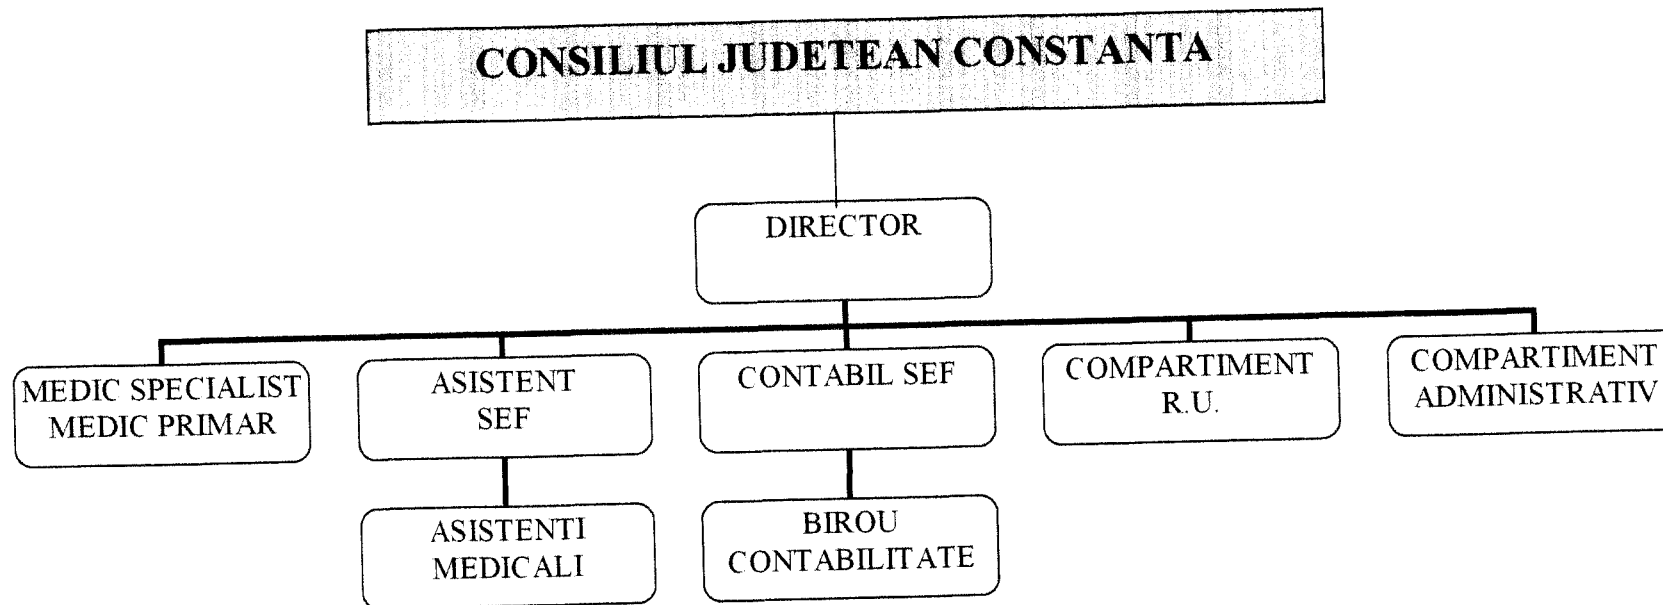 CONSILIUL JUDETEAN CONSTANTA
DIRECTOR
MEDIC SPECIALIST
MEDIC PRIMAR
ASISTENT
SEF
CONTABIL SEF
COMPARTIMENT
R.U.
COMPARTIMENT
ADMINISTRATIV
ASISTENTI
MEDICALI
BIROU
CONTABILITATE